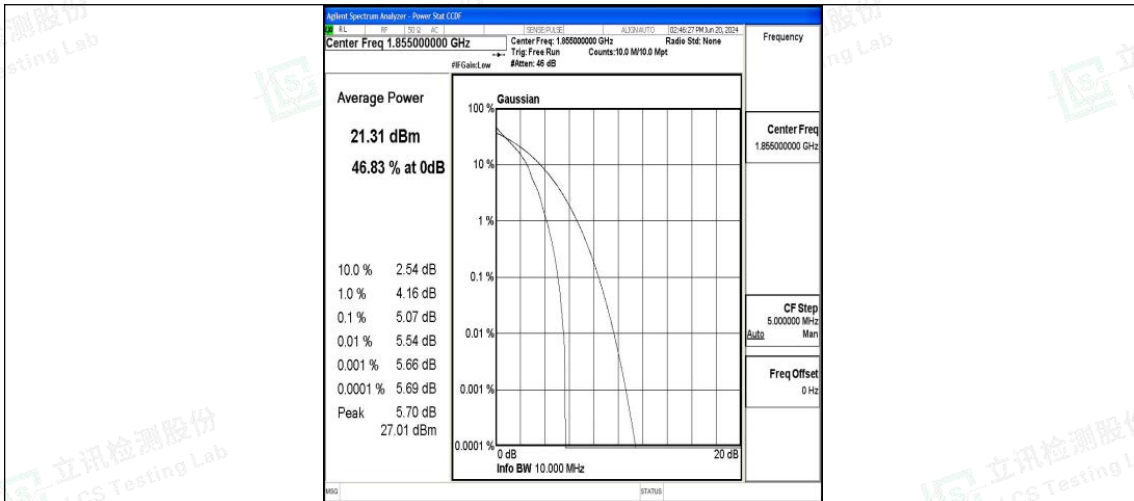 Agilent Spectrum Analyzer - Power Stat CCDF
RL RF 50 Ω AC SENSE:PULSE ALIGN AUTO 02:46:27 PM Jun 20, 2024
Center Freq 1.855000000 GHz
Center Freq: 1.855000000 GHz Radio Std: None
Trig: Free Run Counts:10.0 M/10.0 Mpt
#IFGain:Low #Atten: 46 dB
Frequency
Average Power
21.31 dBm
46.83 % at 0dB
10.0 % 2.54 dB
1.0 % 4.16 dB
0.1 % 5.07 dB
0.01 % 5.54 dB
0.001 % 5.66 dB
0.0001 % 5.69 dB
Peak 5.70 dB
27.01 dBm
Gaussian
100 %
10 %
1 %
0.1 %
0.01 %
0.001 %
0.0001 %
0 dB 20 dB
Info BW 10.000 MHz
Center Freq
1.855000000 GHz
CF Step
5.000000 MHz
Auto Man
Freq Offset
0 Hz
MSG STATUS
立讯检测股份
LCS Testing Lab